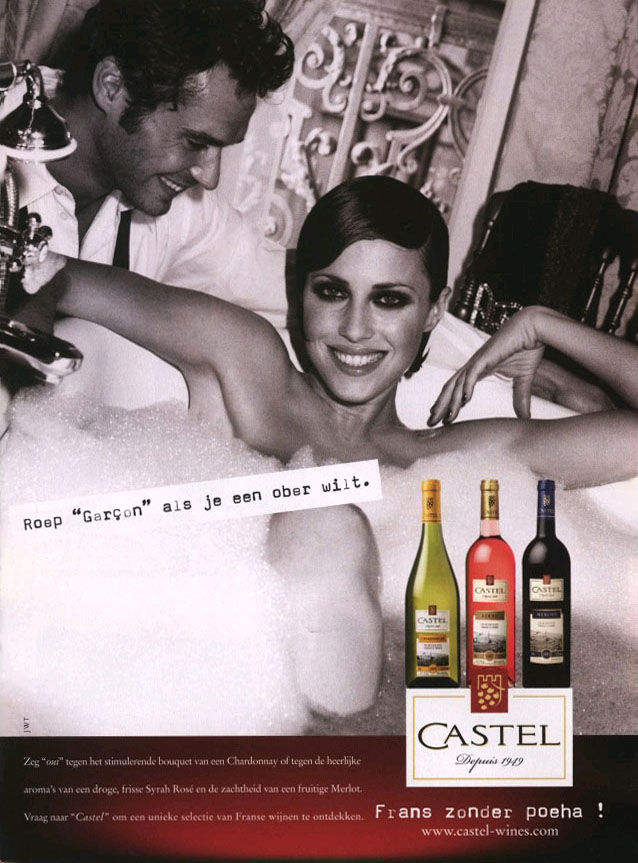 Roep “Garçon” als je een ober wilt.
CASTEL
CASTEL
CASTEL
MERLOT
JWT
CASTEL
Depuis 1949
Zeg “oui” tegen het stimulerende bouquet van een Chardonnay of tegen de heerlijke
aroma's van een droge, frisse Syrah Rosé en de zachtheid van een fruitige Merlot.
Vraag naar “Castel” om een unieke selectie van Franse wijnen te ontdekken.
Frans zonder poeha !
www.castel-wines.com